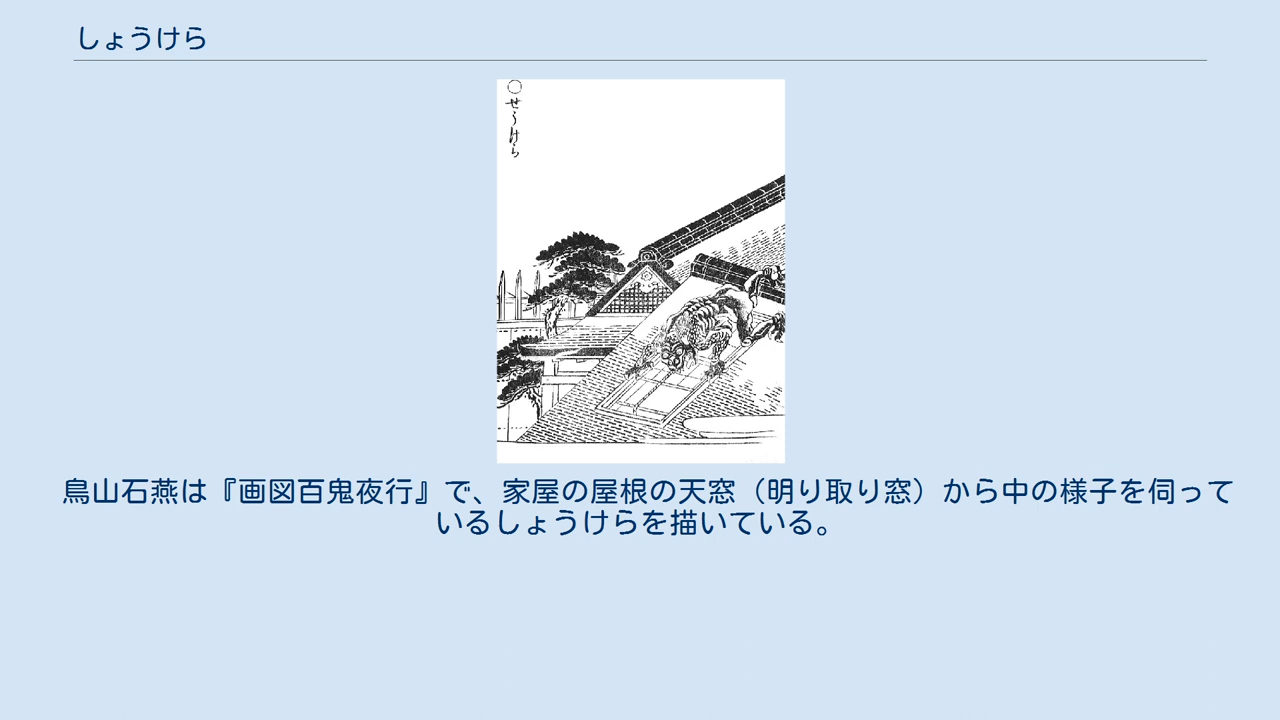 しょうけら
○せうけら
鳥山石燕は『画図百鬼夜行』で、家屋の屋根の天窓（明り取り窓）から中の様子を伺って
いるしょうけらを描いている。